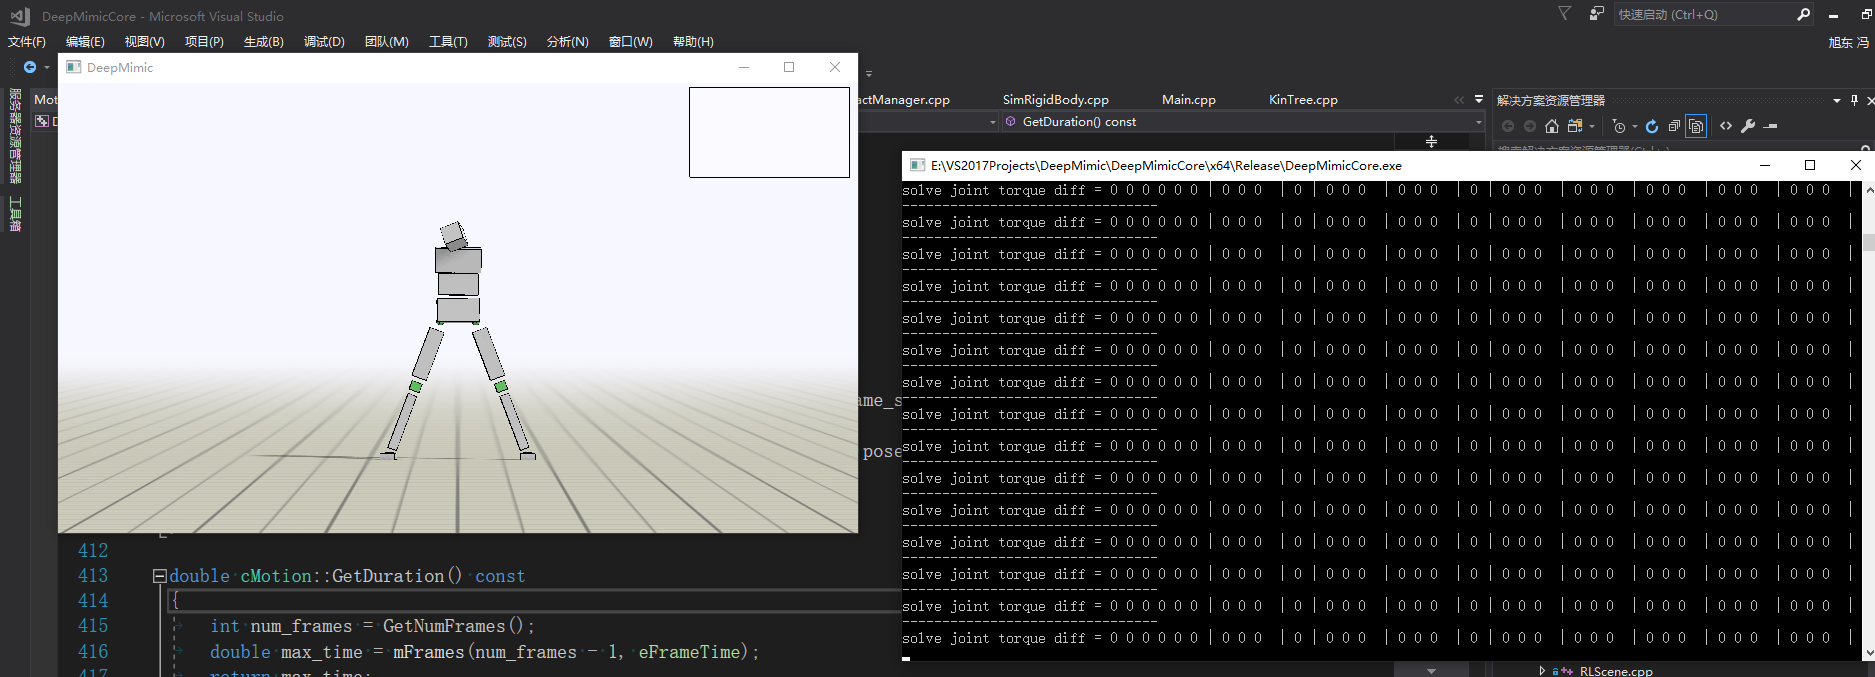 DeepMimicCore - Microsoft Visual Studio
快速启动 (Ctrl+Q)
文件(F) 编辑(E) 视图(V) 项目(P) 生成(B) 调试(D) 团队(M) 工具(T) 测试(S) 分析(N) 窗口(W) 帮助(H)
旭东 冯
DeepMimic
服务器资源管理器
工具箱
Mot
actManager.cpp SimRigidBody.cpp Main.cpp KinTree.cpp
GetDuration() const
解决方案资源管理器
E:\VS2017Projects\DeepMimic\DeepMimicCore\x64\Release\DeepMimicCore.exe
solve joint torque diff = 0 0 0 0 0 0 | 0 0 0 | 0 | 0 0 0 | 0 0 0 | 0 | 0 0 0 | 0 0 0 | 0 0 0 | 0 0 0 | 0 0 0 |
--------------------------------
solve joint torque diff = 0 0 0 0 0 0 | 0 0 0 | 0 | 0 0 0 | 0 0 0 | 0 | 0 0 0 | 0 0 0 | 0 0 0 | 0 0 0 | 0 0 0 |
--------------------------------
solve joint torque diff = 0 0 0 0 0 0 | 0 0 0 | 0 | 0 0 0 | 0 0 0 | 0 | 0 0 0 | 0 0 0 | 0 0 0 | 0 0 0 | 0 0 0 |
--------------------------------
solve joint torque diff = 0 0 0 0 0 0 | 0 0 0 | 0 | 0 0 0 | 0 0 0 | 0 | 0 0 0 | 0 0 0 | 0 0 0 | 0 0 0 | 0 0 0 |
--------------------------------
solve joint torque diff = 0 0 0 0 0 0 | 0 0 0 | 0 | 0 0 0 | 0 0 0 | 0 | 0 0 0 | 0 0 0 | 0 0 0 | 0 0 0 | 0 0 0 |
--------------------------------
solve joint torque diff = 0 0 0 0 0 0 | 0 0 0 | 0 | 0 0 0 | 0 0 0 | 0 | 0 0 0 | 0 0 0 | 0 0 0 | 0 0 0 | 0 0 0 |
--------------------------------
solve joint torque diff = 0 0 0 0 0 0 | 0 0 0 | 0 | 0 0 0 | 0 0 0 | 0 | 0 0 0 | 0 0 0 | 0 0 0 | 0 0 0 | 0 0 0 |
--------------------------------
solve joint torque diff = 0 0 0 0 0 0 | 0 0 0 | 0 | 0 0 0 | 0 0 0 | 0 | 0 0 0 | 0 0 0 | 0 0 0 | 0 0 0 | 0 0 0 |
--------------------------------
solve joint torque diff = 0 0 0 0 0 0 | 0 0 0 | 0 | 0 0 0 | 0 0 0 | 0 | 0 0 0 | 0 0 0 | 0 0 0 | 0 0 0 | 0 0 0 |
--------------------------------
solve joint torque diff = 0 0 0 0 0 0 | 0 0 0 | 0 | 0 0 0 | 0 0 0 | 0 | 0 0 0 | 0 0 0 | 0 0 0 | 0 0 0 | 0 0 0 |
--------------------------------
solve joint torque diff = 0 0 0 0 0 0 | 0 0 0 | 0 | 0 0 0 | 0 0 0 | 0 | 0 0 0 | 0 0 0 | 0 0 0 | 0 0 0 | 0 0 0 |
--------------------------------
solve joint torque diff = 0 0 0 0 0 0 | 0 0 0 | 0 | 0 0 0 | 0 0 0 | 0 | 0 0 0 | 0 0 0 | 0 0 0 | 0 0 0 | 0 0 0 |
--------------------------------
solve joint torque diff = 0 0 0 0 0 0 | 0 0 0 | 0 | 0 0 0 | 0 0 0 | 0 | 0 0 0 | 0 0 0 | 0 0 0 | 0 0 0 | 0 0 0 |
--------------------------------
solve joint torque diff = 0 0 0 0 0 0 | 0 0 0 | 0 | 0 0 0 | 0 0 0 | 0 | 0 0 0 | 0 0 0 | 0 0 0 | 0 0 0 | 0 0 0 |
--------------------------------
solve joint torque diff = 0 0 0 0 0 0 | 0 0 0 | 0 | 0 0 0 | 0 0 0 | 0 | 0 0 0 | 0 0 0 | 0 0 0 | 0 0 0 | 0 0 0 |
ame_s
pose
412
413 double cMotion::GetDuration() const
414 {
415 int num_frames = GetNumFrames();
416 double max_time = mFrames(num_frames - 1, eFrameTime);
417 return max_time;
RLScene.cpp